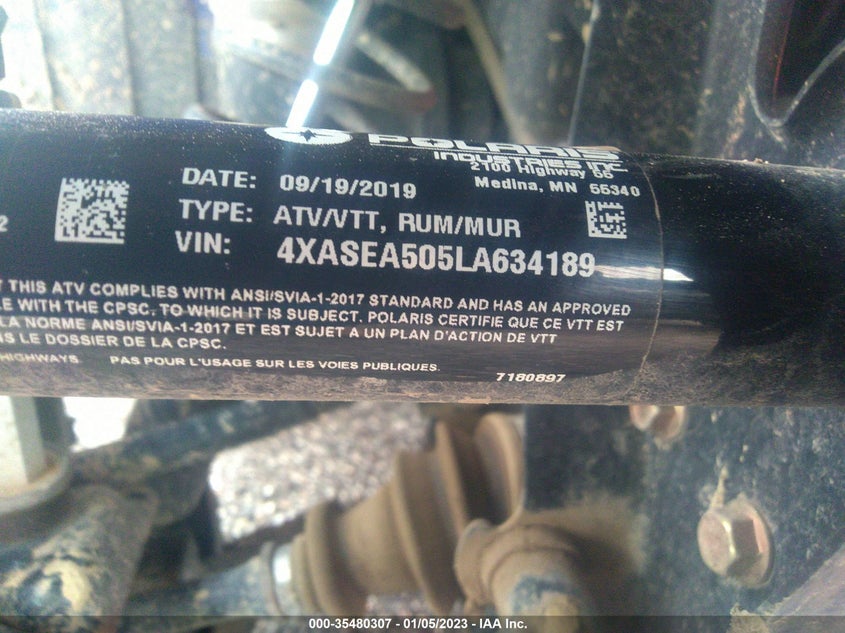 POLARIS
INDUSTRIES INC
2100 Highway 55
Medina, MN 55340
DATE: 09/19/2019
TYPE: ATV/VTT, RUM/MUR
VIN: 4XASEA505LA634189
2
THIS ATV COMPLIES WITH ANSI/SVIA-1-2017 STANDARD AND HAS AN APPROVED
WITH THE CPSC, TO WHICH IT IS SUBJECT. POLARIS CERTIFIE QUE CE VTT EST
LA NORME ANSI/SVIA-1-2017 ET EST SUJET A UN PLAN D'ACTION DE VTT
LE DOSSIER DE LA CPSC.
HIGHWAYS. PAS POUR L'USAGE SUR LES VOIES PUBLIQUES.
7180897
000-35480307 - 01/05/2023 - IAA Inc.